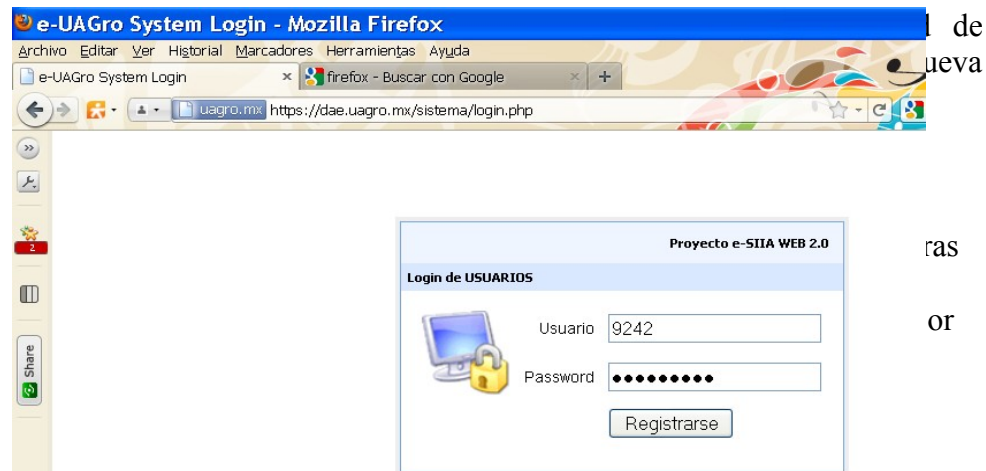 e-UAGro System Login - Mozilla Firefox
de
Archivo Editar Ver Historial Marcadores Herramientas Ayuda
ueva
e-UAGro System Login
firefox - Buscar con Google
uagro.mx https://dae.uagro.mx/sistema/login.php
2
Share
Proyecto e-SIIA WEB 2.0
ras
Login de USUARIOS
or
Usuario 9242
Password
Registrarse